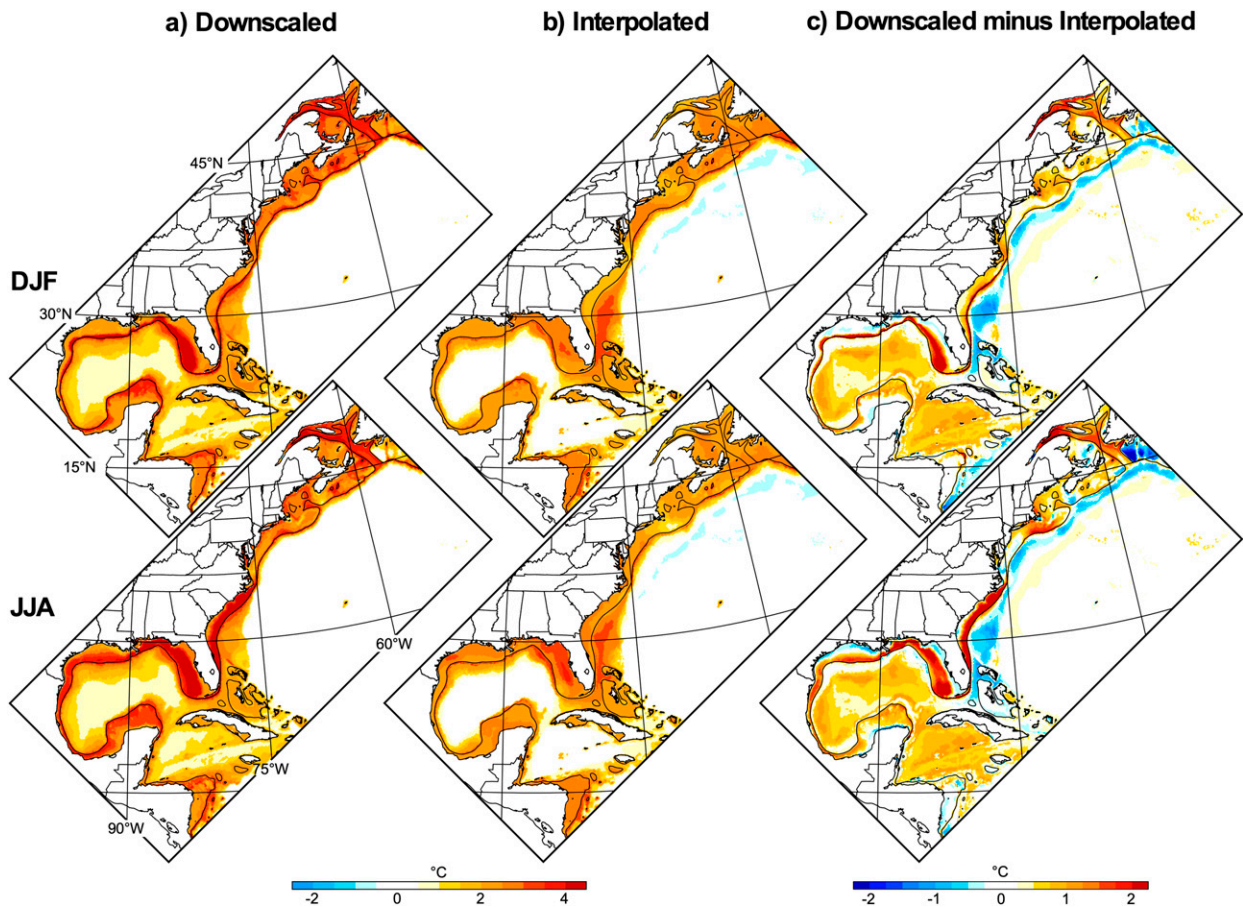 a) Downscaled
b) Interpolated
c) Downscaled minus Interpolated
45°N
DJF
30°N
15°N
JJA
60°W
75°W
90°W
°C
-2 0 2 4
°C
-2 -1 0 1 2